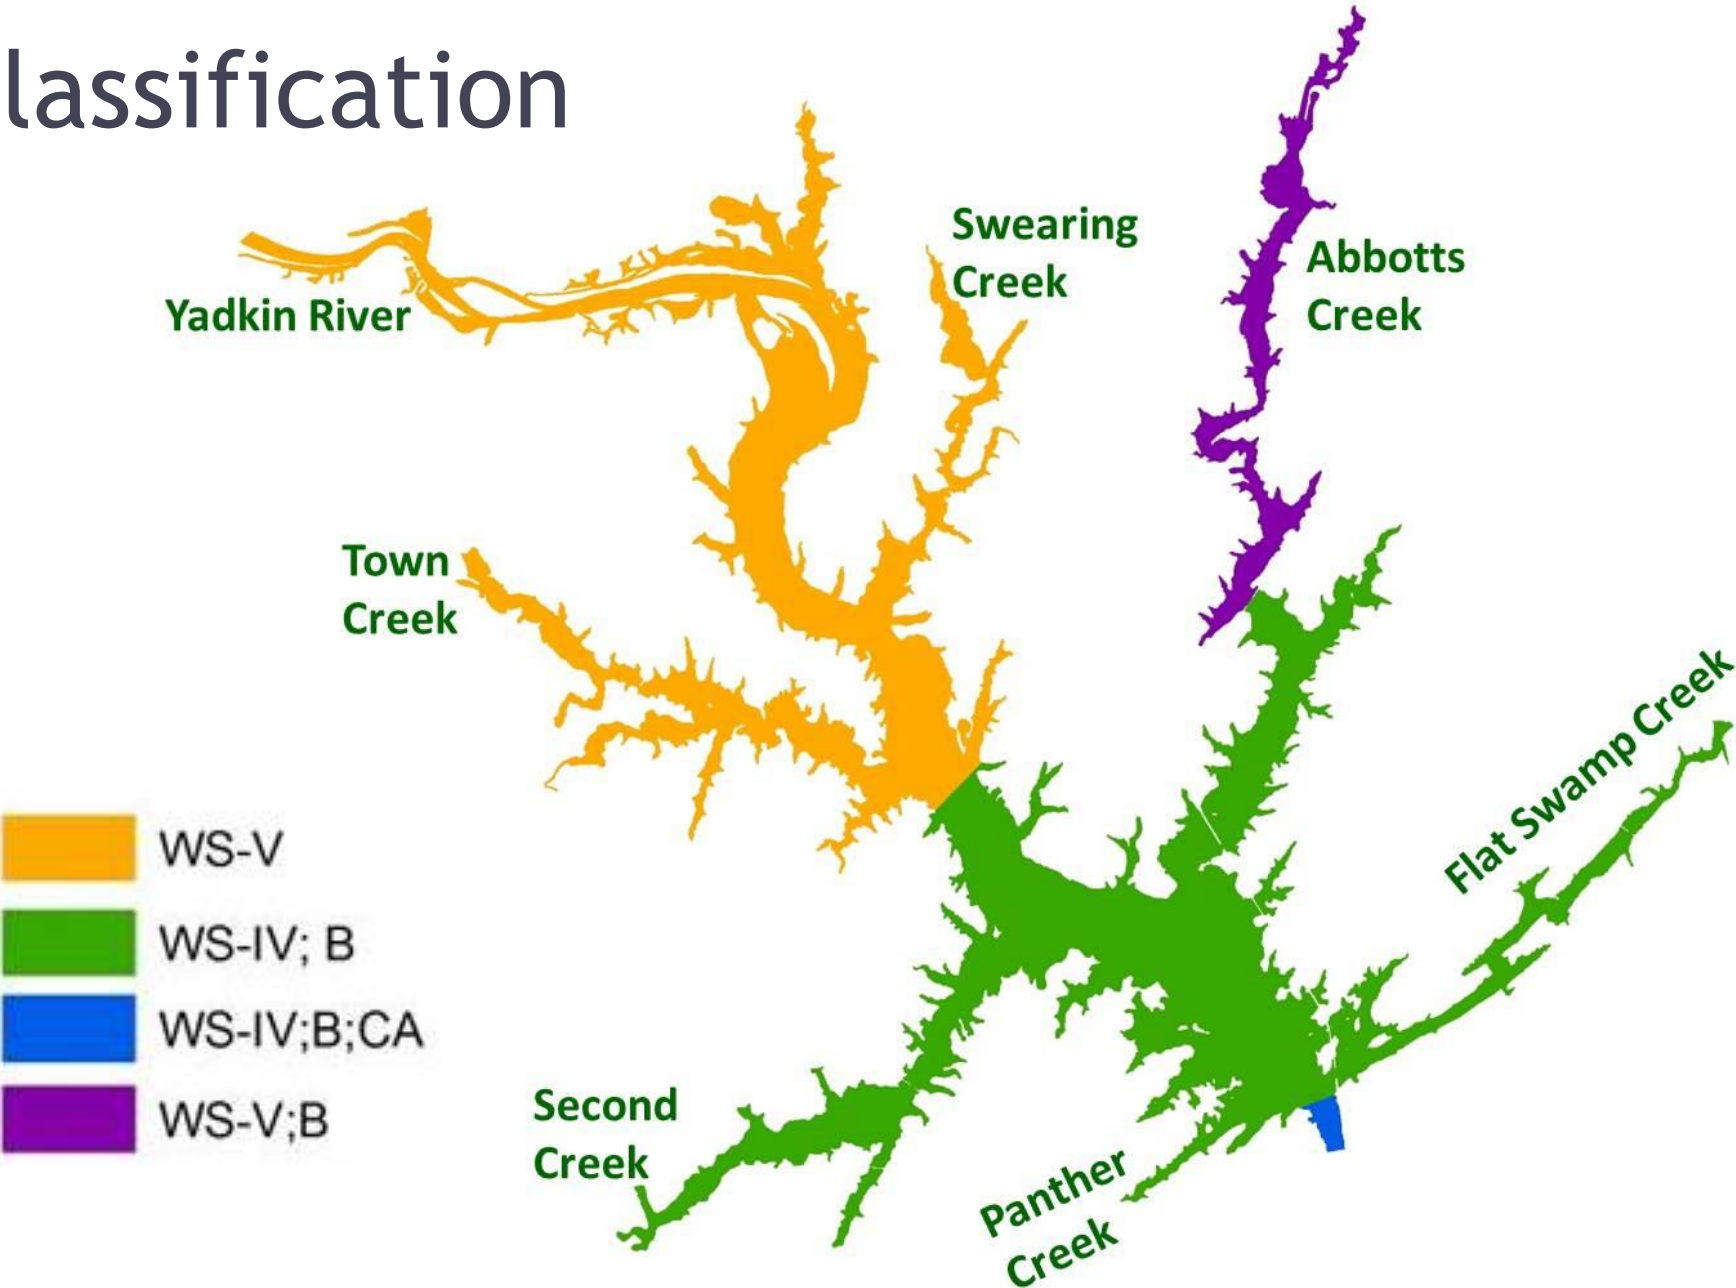 lassification
Swearing
Creek
Abbotts
Creek
Yadkin River
Town
Creek
Flat Swamp Creek
WS-V
WS-IV; B
WS-IV;B;CA
WS-V;B
Second
Creek
Panther
Creek